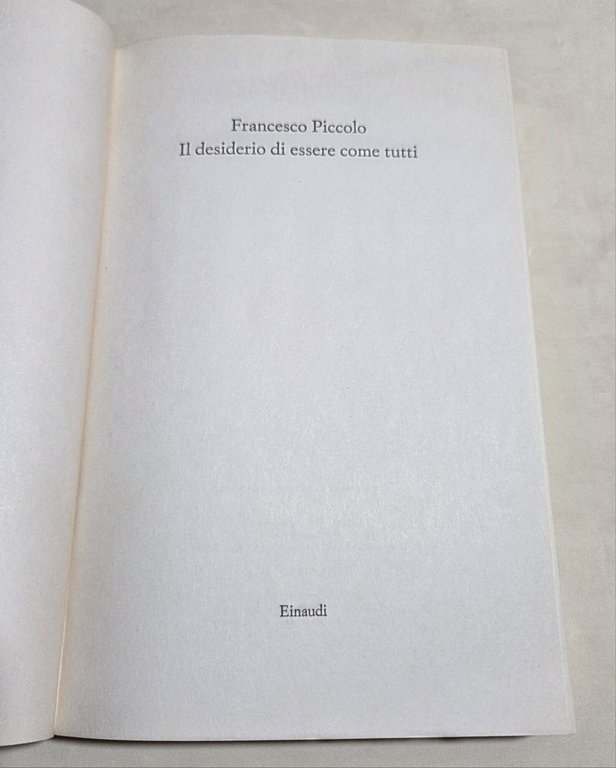 Francesco Piccolo
Il desiderio di essere come tutti
Einaudi